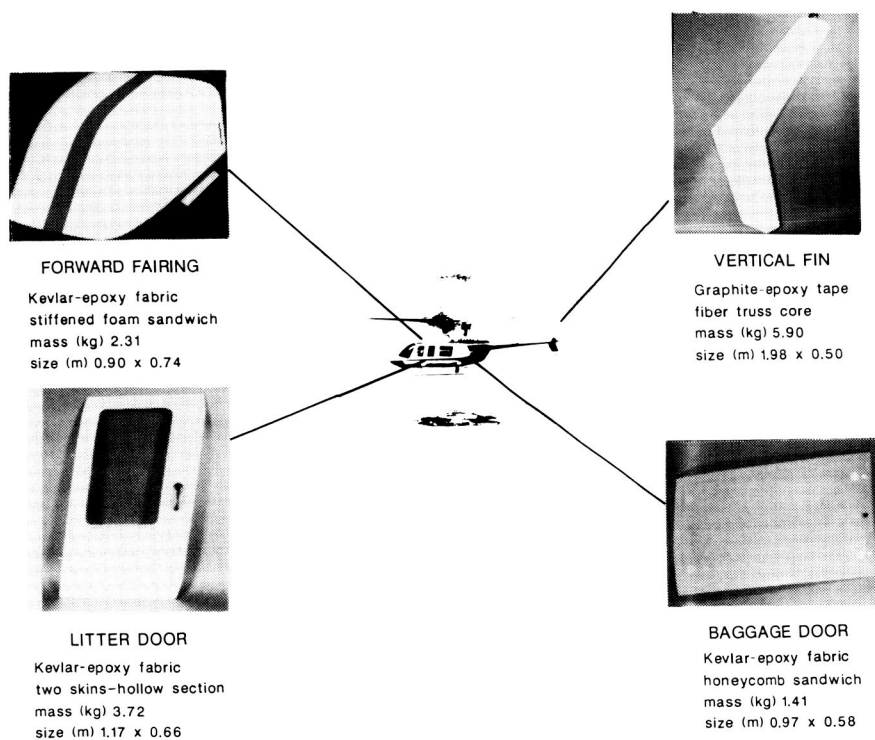 FORWARD FAIRING
Kevlar-epoxy fabric
stiffened foam sandwich
mass (kg) 2.31
size (m) 0.90 x 0.74
VERTICAL FIN
Graphite-epoxy tape
fiber truss core
mass (kg) 5.90
size (m) 1.98 x 0.50
LITTER DOOR
Kevlar-epoxy fabric
two skins-hollow section
mass (kg) 3.72
size (m) 1.17 x 0.66
BAGGAGE DOOR
Kevlar-epoxy fabric
honeycomb sandwich
mass (kg) 1.41
size (m) 0.97 x 0.58